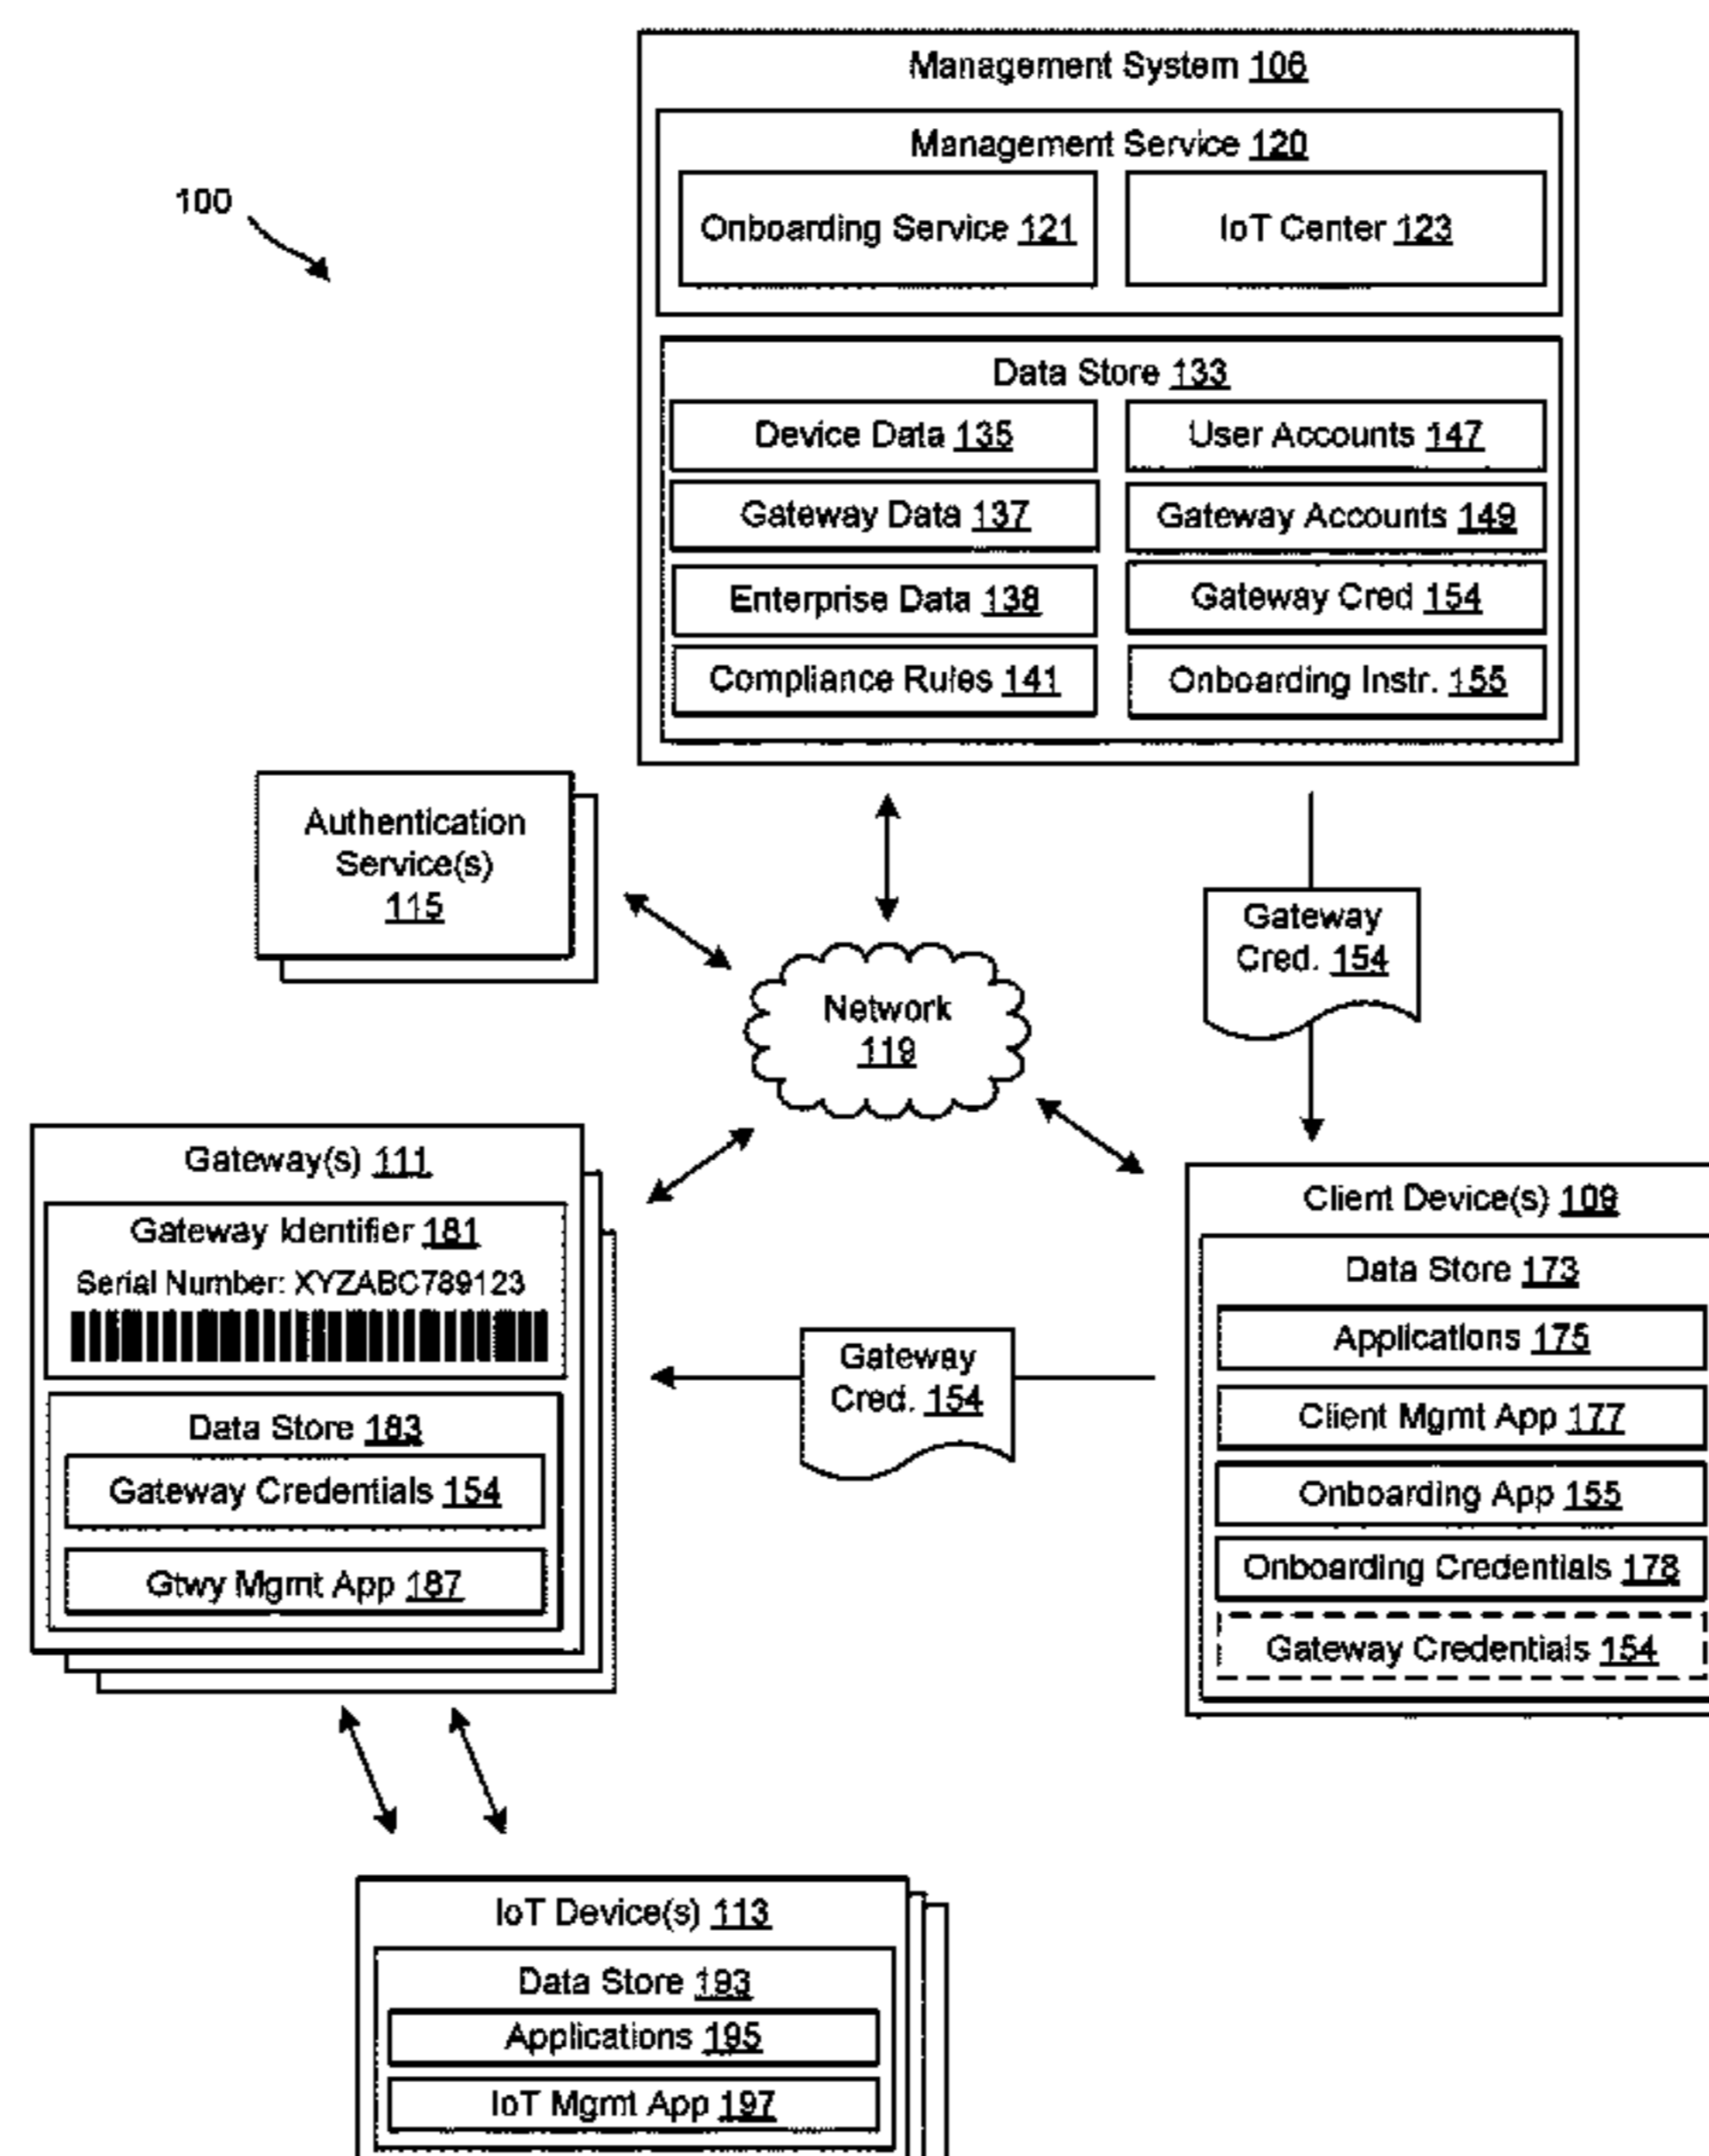 Management System 106
Management Service 120
100
Onboarding Service 121
IoT Center 123
Data Store 133
Device Data 135
User Accounts 147
Gateway Data 137
Gateway Accounts 149
Enterprise Data 138
Gateway Cred 154
Compliance Rules 141
Onboarding Instr. 155
Authentication
Service(s)
115
Gateway
Cred. 154
Network
119
Gateway(s) 111
Gateway Identifier 181
Serial Number: XYZABC789123
Data Store 183
Gateway Credentials 154
Gtwy Mgmt App 187
Gateway
Cred. 154
Client Device(s) 109
Data Store 173
Applications 175
Client Mgmt App 177
Onboarding App 155
Onboarding Credentials 178
Gateway Credentials 154
IoT Device(s) 113
Data Store 193
Applications 195
IoT Mgmt App 197